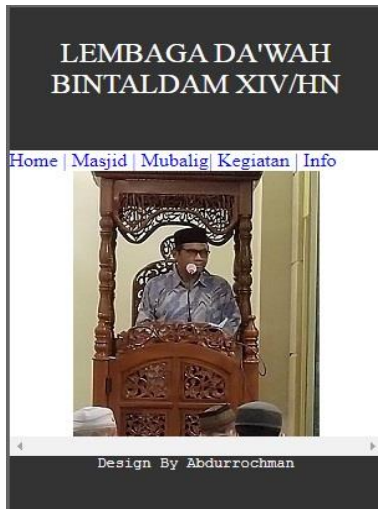 LEMBAGA DA'WAH
BINTALDAM XIV/HN
Home | Masjid | Mubalig| Kegiatan | Info
Design By Abdurrochman